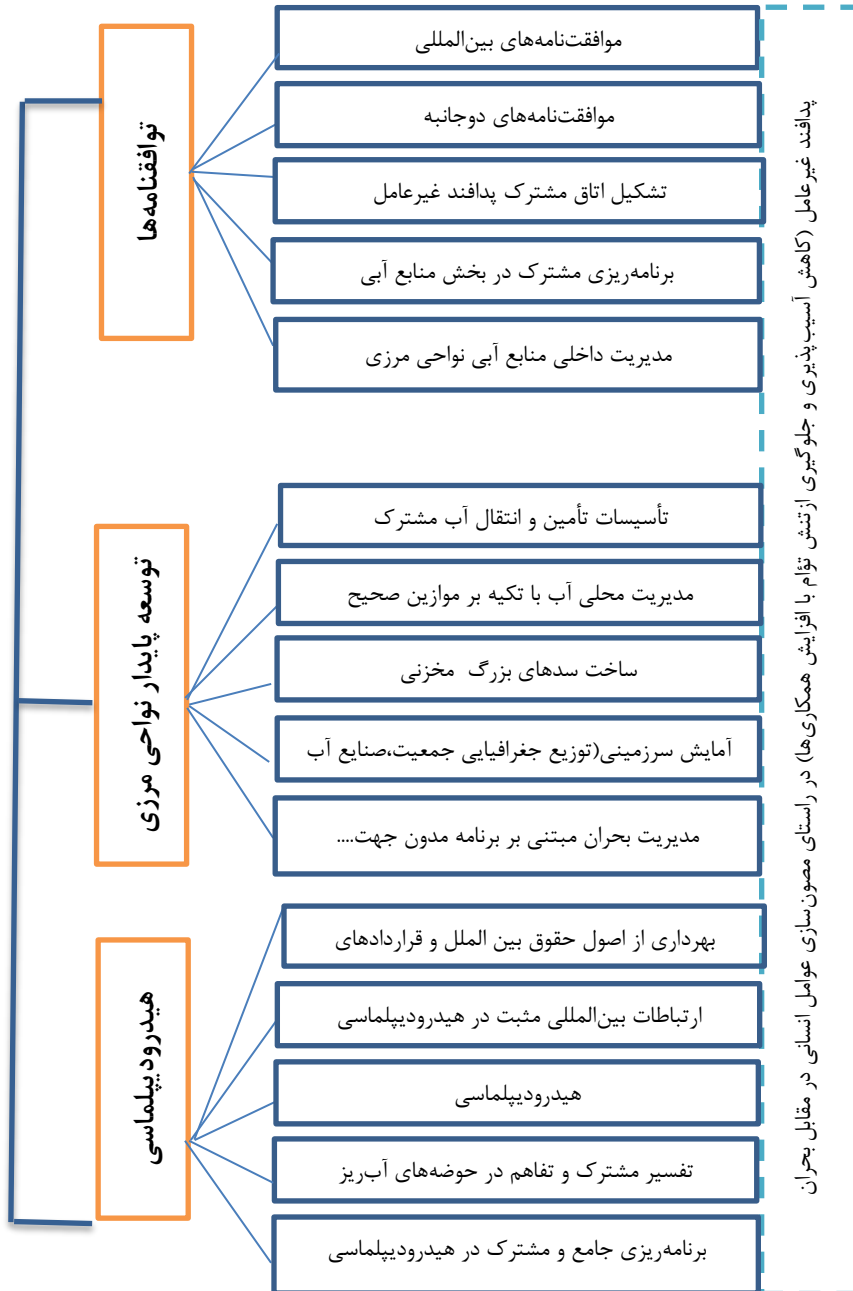 توافقنامه‌ها
موافقت‌نامه‌های بین‌المللی
موافقت‌نامه‌های دوجانبه
تشکیل اتاق مشترک پدافند غیرعامل
برنامه‌ریزی مشترک در بخش منابع آبی
مدیریت داخلی منابع آبی نواحی مرزی
توسعه پایدار نواحی مرزی
تأسیسات تأمین و انتقال آب مشترک
مدیریت محلی آب با تکیه بر موازین صحیح
ساخت سدهای بزرگ  مخزنی
آمایش سرزمینی(توزیع جغرافیایی جمعیت،صنایع آب
مدیریت بحران مبتنی بر برنامه مدون جهت....
هیدرودیپلماسی
بهرداری از اصول حقوق بین الملل و قراردادهای
ارتباطات بین‌المللی مثبت در هیدرودیپلماسی
هیدرودیپلماسی
تفسیر مشترک و تفاهم در حوضه‌های آب‌ریز
برنامه‌ریزی جامع و مشترک در هیدرودیپلماسی
پدافند غیرعامل (کاهش آسیب‌پذیری و جلوگیری ازتنش تؤام با افزایش همکاری‌ها) در راستای مصون‌سازی عوامل انسانی در مقابل بحران